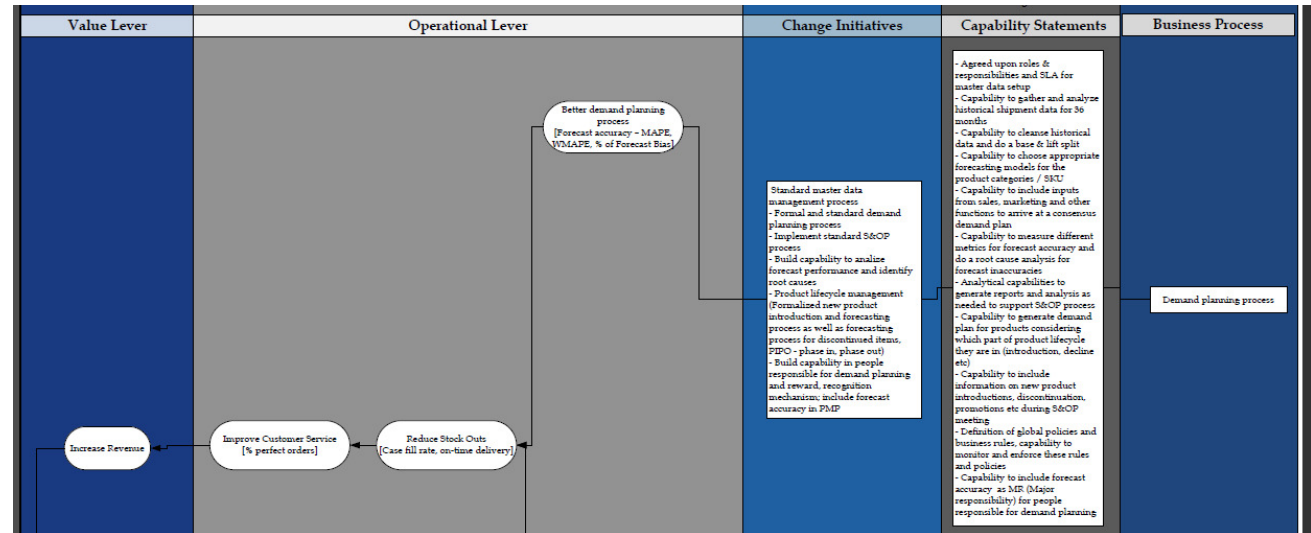 Value Lever
Operational Lever
Change Initiatives
Capability Statements
Business Process
Better demand planning
process
[Forecast accuracy – MAPE,
WMAPE, % of Forecast Bias]
Increase Revenue
Improve Customer Service
[% perfect orders]
Reduce Stock Outs
[Case fill rate, on-time delivery]
Standard master data
management process
- Formal and standard demand
planning process
- Implement standard S&OP
process
- Build capability to analize
forecast performance and identify
root causes
- Product lifecycle management
(Formalized new product
introduction and forecasting
process as well as forecasting
process for discontinued items,
PIPO - phase in, phase out)
- Build capability in people
responsible for demand planning
and reward, recognition
mechanism; include forecast
accuracy in PMP
- Agreed upon roles &
responsibilities and SLA for
master data setup
- Capability to gather and analyze
historical shipment data for 36
months
- Capability to cleanse historical
data and do a base & lift split
- Capability to choose appropriate
forecasting models for the
product categories / SKU
- Capability to include inputs
from sales, marketing and other
functions to arrive at a consensus
demand plan
- Capability to measure different
metrics for forecast accuracy and
do a root cause analysis for
forecast inaccuracies
- Analytical capabilities to
generate reports and analysis as
needed to support S&OP process
- Capability to generate demand
plan for products considering
which part of product lifecycle
they are in (introduction, decline
etc)
- Capability to include
information on new product
introductions, discontinuation,
promotions etc during S&OP
meeting
- Definition of global policies and
business rules, capability to
monitor and enforce these rules
and policies
- Capability to include forecast
accuracy as MR (Major
responsibility) for people
responsible for demand planning
Demand planning process